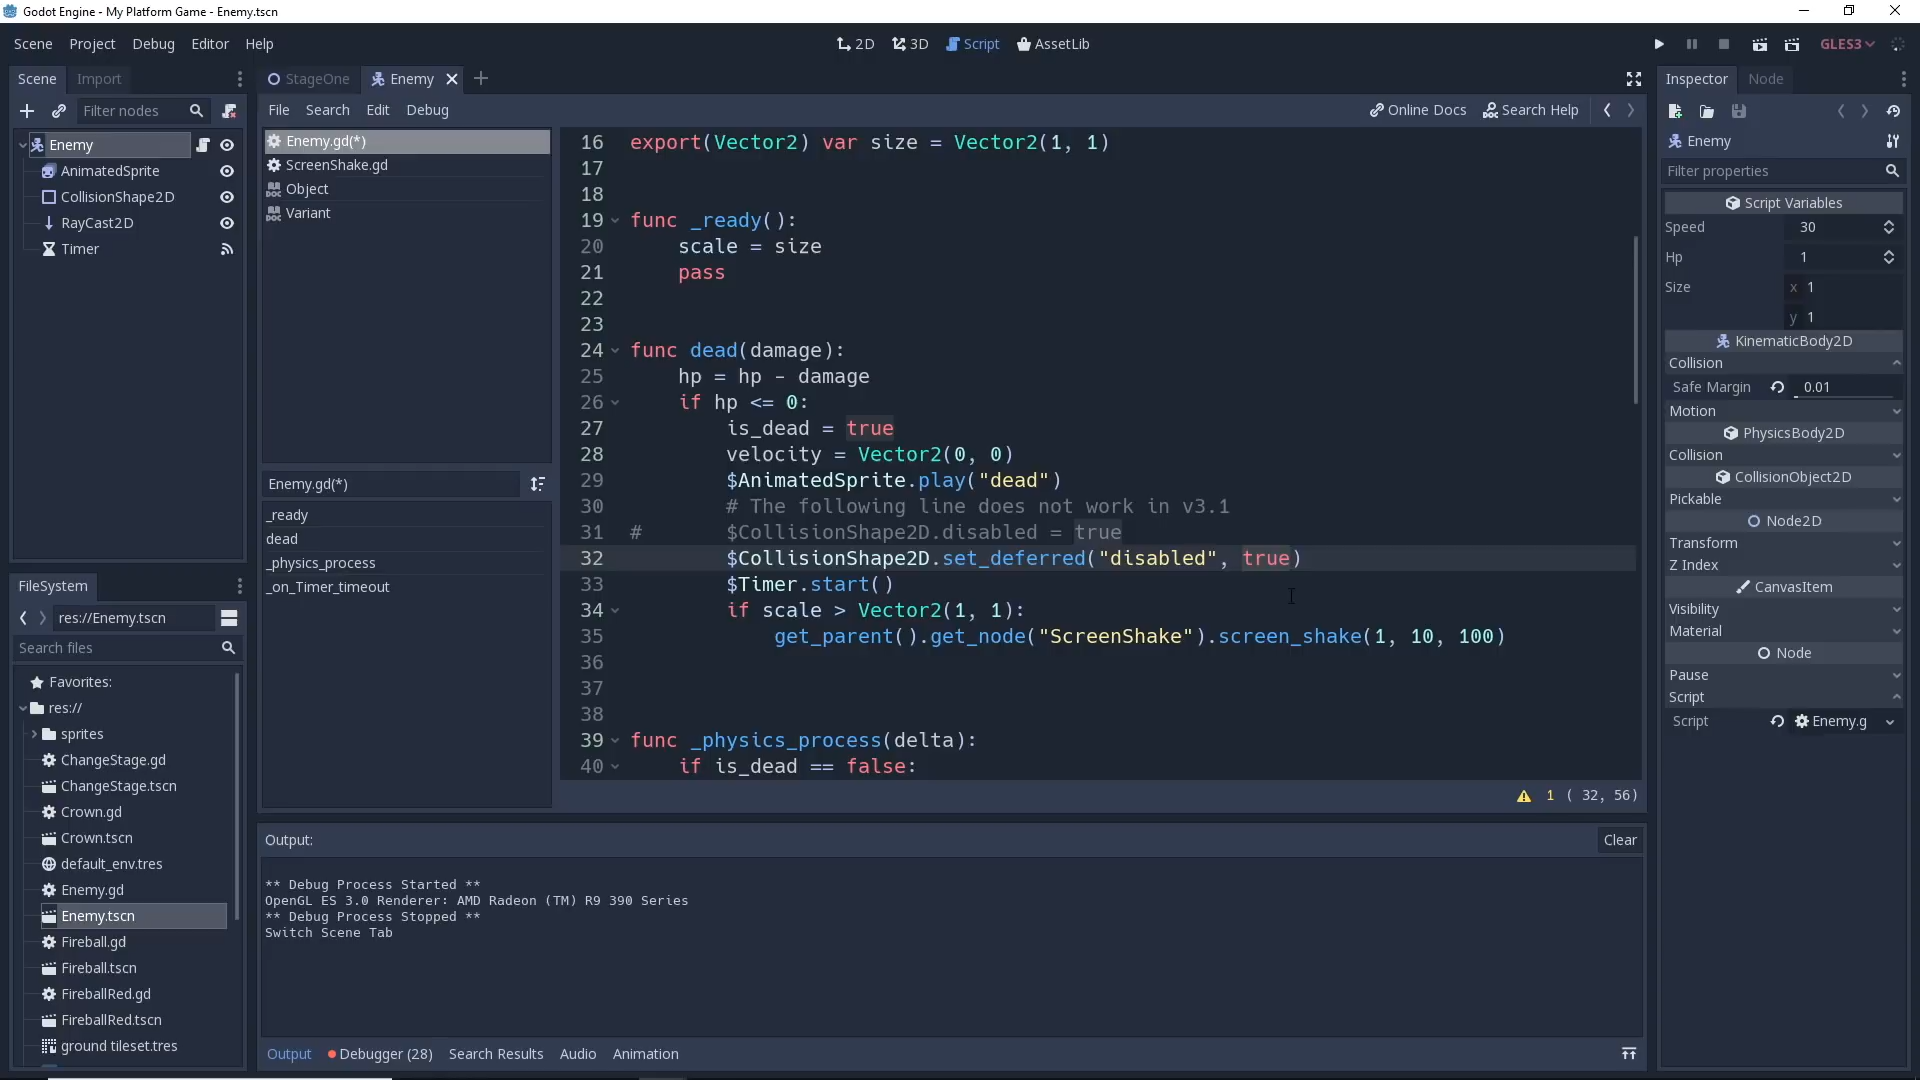 Godot Engine - My Platform Game - Enemy.tscn
Scene Project Debug Editor Help
2D 3D Script AssetLib
GLES3
Scene Import
Filter nodes
Enemy
AnimatedSprite
CollisionShape2D
RayCast2D
Timer
FileSystem
res://Enemy.tscn
Search files
Favorites:
res://
sprites
ChangeStage.gd
ChangeStage.tscn
Crown.gd
Crown.tscn
default_env.tres
Enemy.gd
Enemy.tscn
Fireball.gd
Fireball.tscn
FireballRed.gd
FireballRed.tscn
ground tileset.tres
StageOne Enemy
File Search Edit Debug
Online Docs Search Help
Enemy.gd(*)
ScreenShake.gd
Object
Variant
Enemy.gd(*)
_ready
dead
_physics_process
_on_Timer_timeout
16 export(Vector2) var size = Vector2(1, 1)
17
18
19 func _ready():
20 scale = size
21 pass
22
23
24 func dead(damage):
25 hp = hp - damage
26 if hp <= 0:
27 is_dead = true
28 velocity = Vector2(0, 0)
29 $AnimatedSprite.play("dead")
30 # The following line does not work in v3.1
31 # $CollisionShape2D.disabled = true
32 $CollisionShape2D.set_deferred("disabled", true)
33 $Timer.start()
34 if scale > Vector2(1, 1):
35 get_parent().get_node("ScreenShake").screen_shake(1, 10, 100)
36
37
38
39 func _physics_process(delta):
40 if is_dead == false:
1 ( 32, 56)
Output:
Clear
** Debug Process Started **
OpenGL ES 3.0 Renderer: AMD Radeon (TM) R9 390 Series
** Debug Process Stopped **
Switch Scene Tab
Output Debugger (28) Search Results Audio Animation
Inspector Node
Enemy
Filter properties
Script Variables
Speed 30
Hp 1
Size x 1
y 1
KinematicBody2D
Collision
Safe Margin 0.01
Motion
PhysicsBody2D
Collision
CollisionObject2D
Pickable
Node2D
Transform
Z Index
CanvasItem
Visibility
Material
Node
Pause
Script
Script Enemy.g